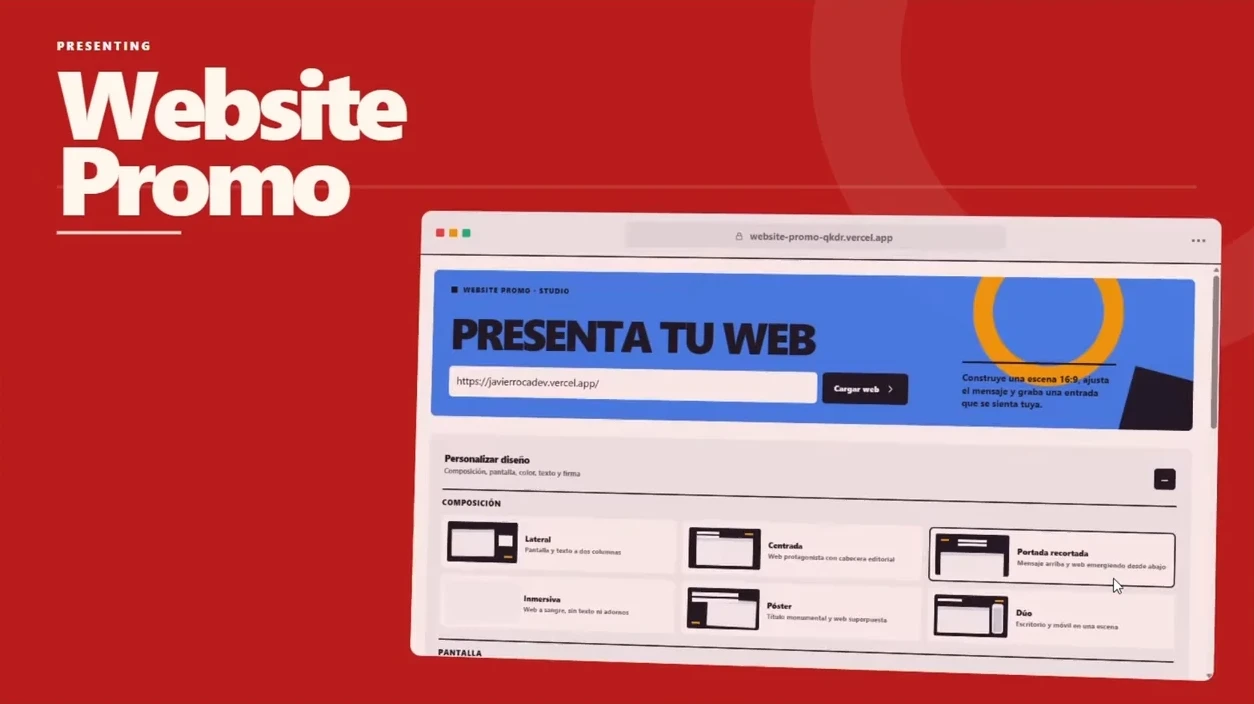 PRESENTING
Website
Promo
website-promo-qkdr.vercel.app
WEBSITE PROMO · STUDIO
PRESENTA TU WEB
https://javierrocadev.vercel.app/
Cargar web
Construye una escena 16:9, ajusta
el mensaje y graba una entrada
que se sienta tuya.
Personalizar diseño
Composición, pantalla, color, texto y firma
COMPOSICIÓN
Lateral
Pantalla y texto a dos columnas
Centrada
Web protagonista con cabecera editorial
Portada recortada
Mensaje arriba y web emergiendo desde abajo
Inmersiva
Web a sangre, sin texto ni adornos
Póster
Título monumental y web superpuesta
Dúo
Escritorio y móvil en una escena
PANTALLA